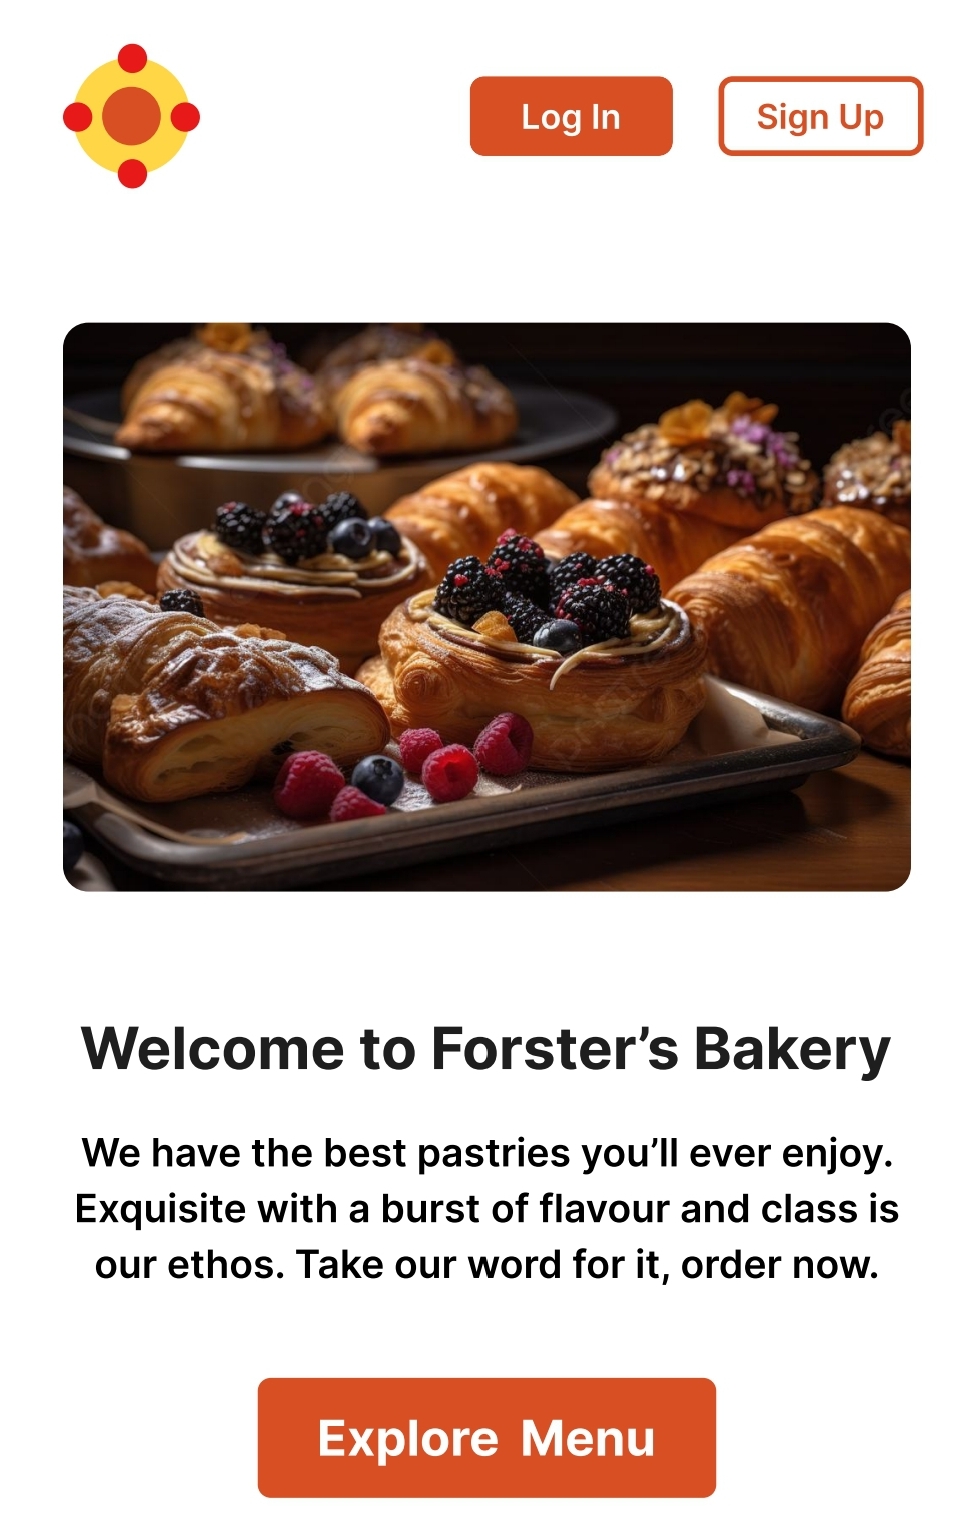 Log In
Sign Up
Welcome to Forster’s Bakery
We have the best pastries you’ll ever enjoy.
Exquisite with a burst of flavour and class is
our ethos. Take our word for it, order now.
Explore Menu